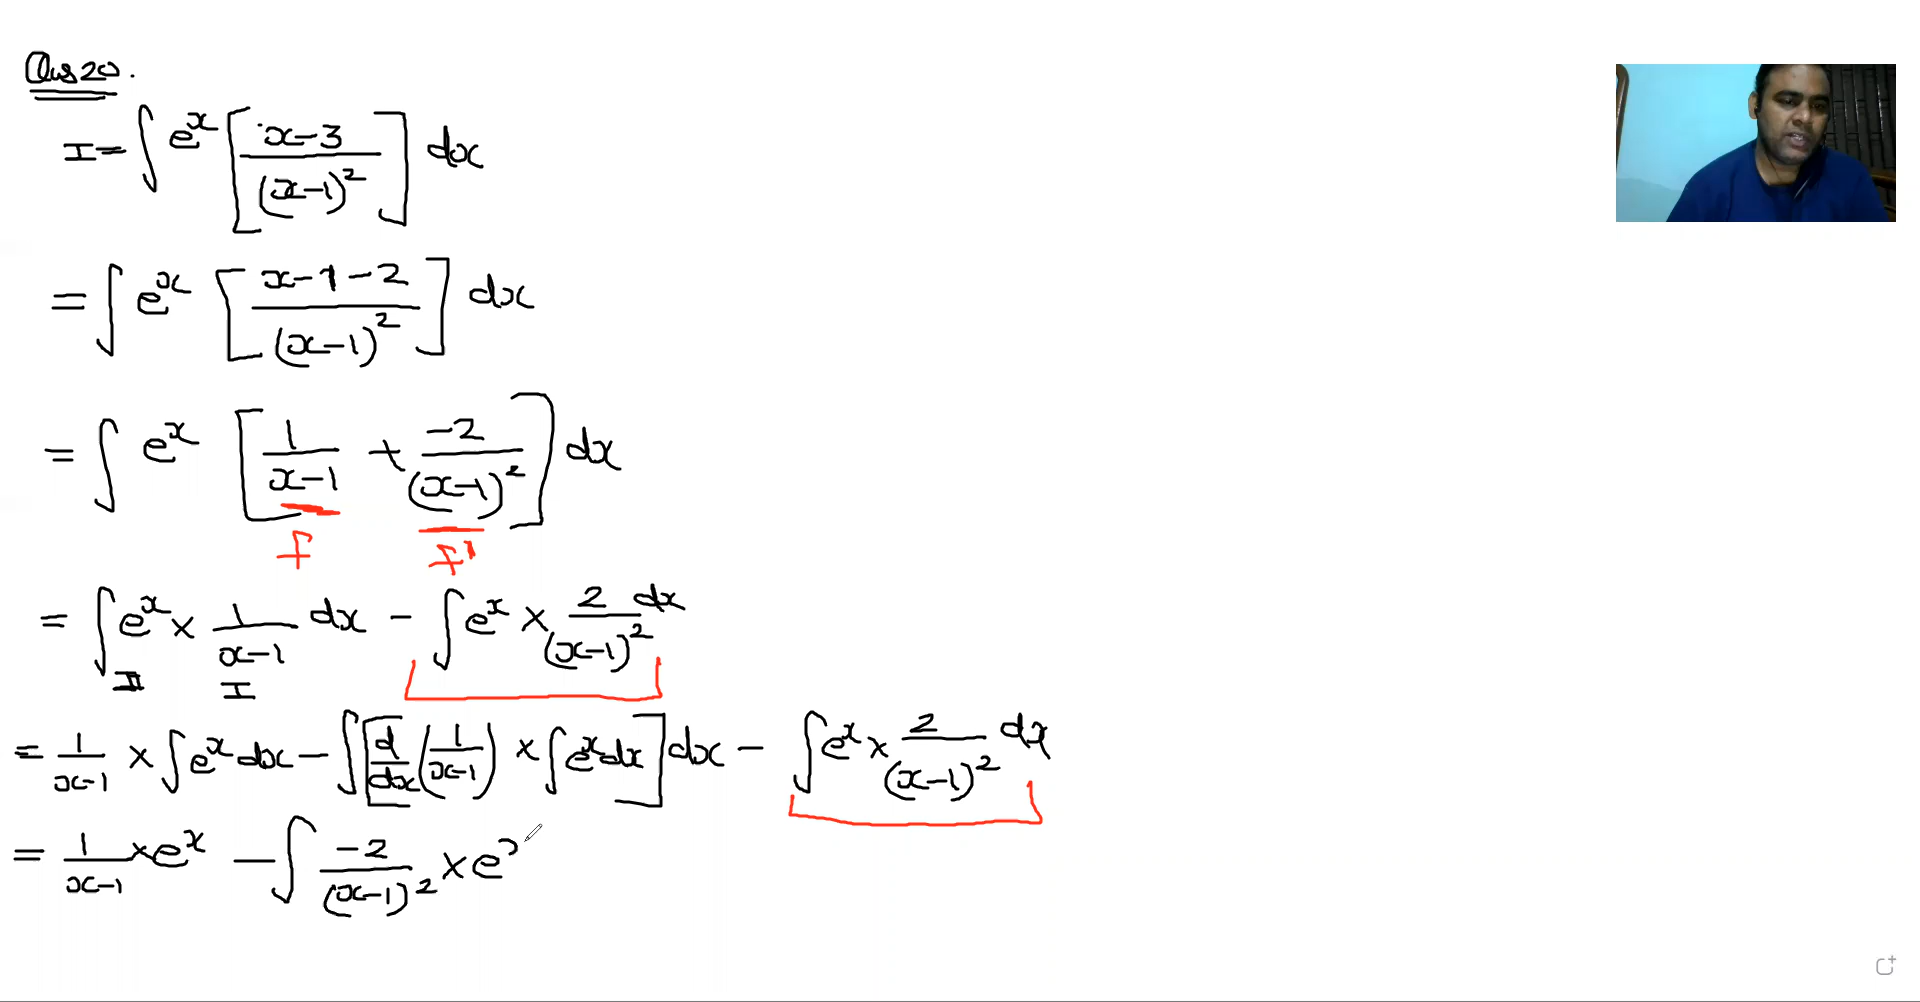 Ques 20.
I = ∫ e^x [ (x-3) / (x-1)^2 ] dx
= ∫ e^x [ (x-1-2) / (x-1)^2 ] dx
= ∫ e^x [ 1/(x-1) + -2/(x-1)^2 ] dx
f f'
= ∫ e^x × 1/(x-1) dx - ∫ e^x × 2/(x-1)^2 dx
II I
= 1/(x-1) × ∫ e^x dx - ∫ [ d/dx (1/(x-1)) × ∫ e^x dx ] dx - ∫ e^x × 2/(x-1)^2 dx
= 1/(x-1) × e^x - ∫ -2/(x-1)^2 × e